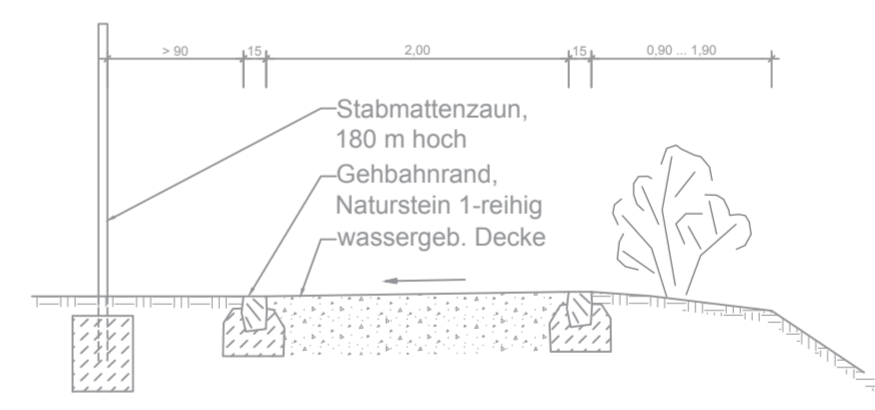 > 90 15 2,00 15 0,90 ... 1,90
Stabmattenzaun,
180 m hoch
Gehbahnrand,
Naturstein 1-reihig
wassergeb. Decke